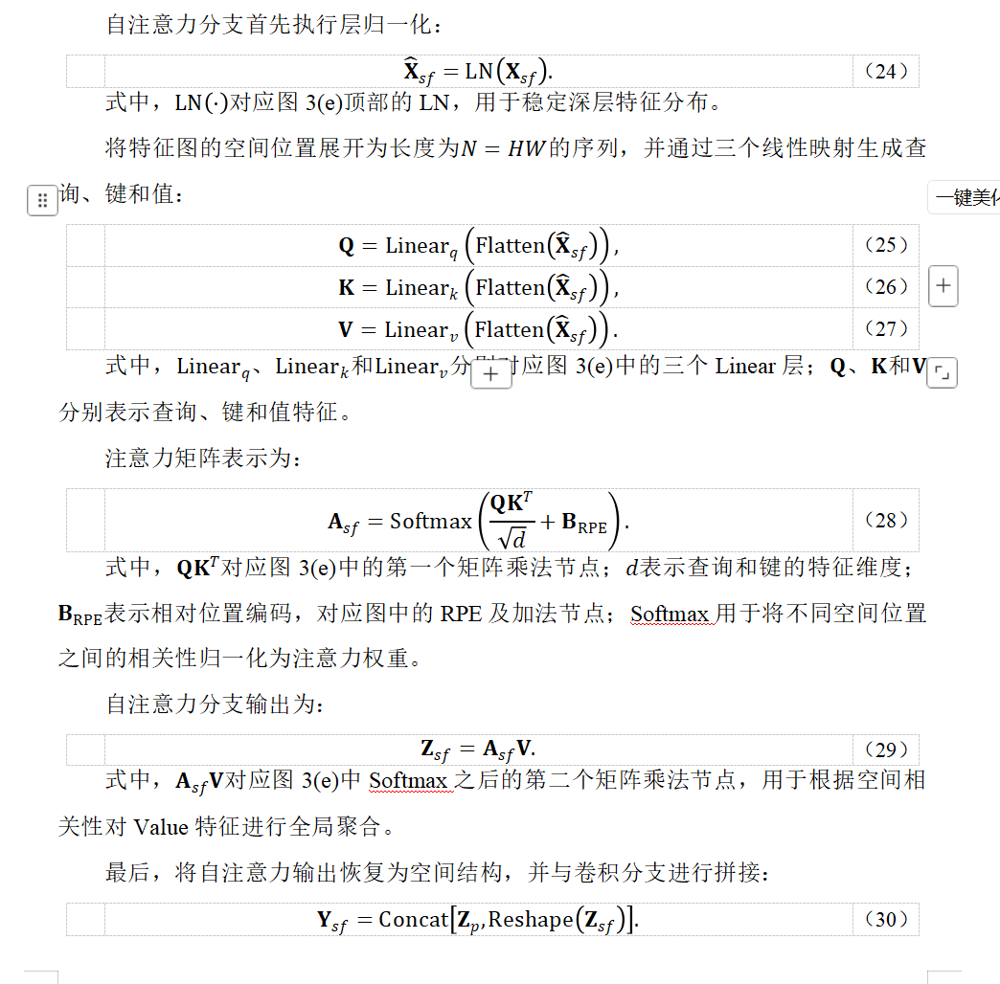 自注意力分支首先执行层归一化：
X̂_sf = LN(X_sf). （24）
式中，LN(·)对应图 3(e)顶部的 LN，用于稳定深层特征分布。
将特征图的空间位置展开为长度为N = HW的序列，并通过三个线性映射生成查
询、键和值：
一键美化
Q = Linear_q(Flatten(X̂_sf)), （25）
K = Linear_k(Flatten(X̂_sf)), （26）
V = Linear_v(Flatten(X̂_sf)). （27）
式中，Linear_q、Linear_k和Linear_v分别对应图 3(e)中的三个 Linear 层；Q、K和V
分别表示查询、键和值特征。
注意力矩阵表示为：
A_sf = Softmax(QK^T/√d + B_RPE). （28）
式中，QK^T对应图 3(e)中的第一个矩阵乘法节点；d表示查询和键的特征维度；
B_RPE表示相对位置编码，对应图中的 RPE 及加法节点；Softmax 用于将不同空间位置
之间的相关性归一化为注意力权重。
自注意力分支输出为：
Z_sf = A_sf V. （29）
式中，A_sf V对应图 3(e)中 Softmax 之后的第二个矩阵乘法节点，用于根据空间相
关性对 Value 特征进行全局聚合。
最后，将自注意力输出恢复为空间结构，并与卷积分支进行拼接：
Y_sf = Concat[Z_p, Reshape(Z_sf)]. （30）